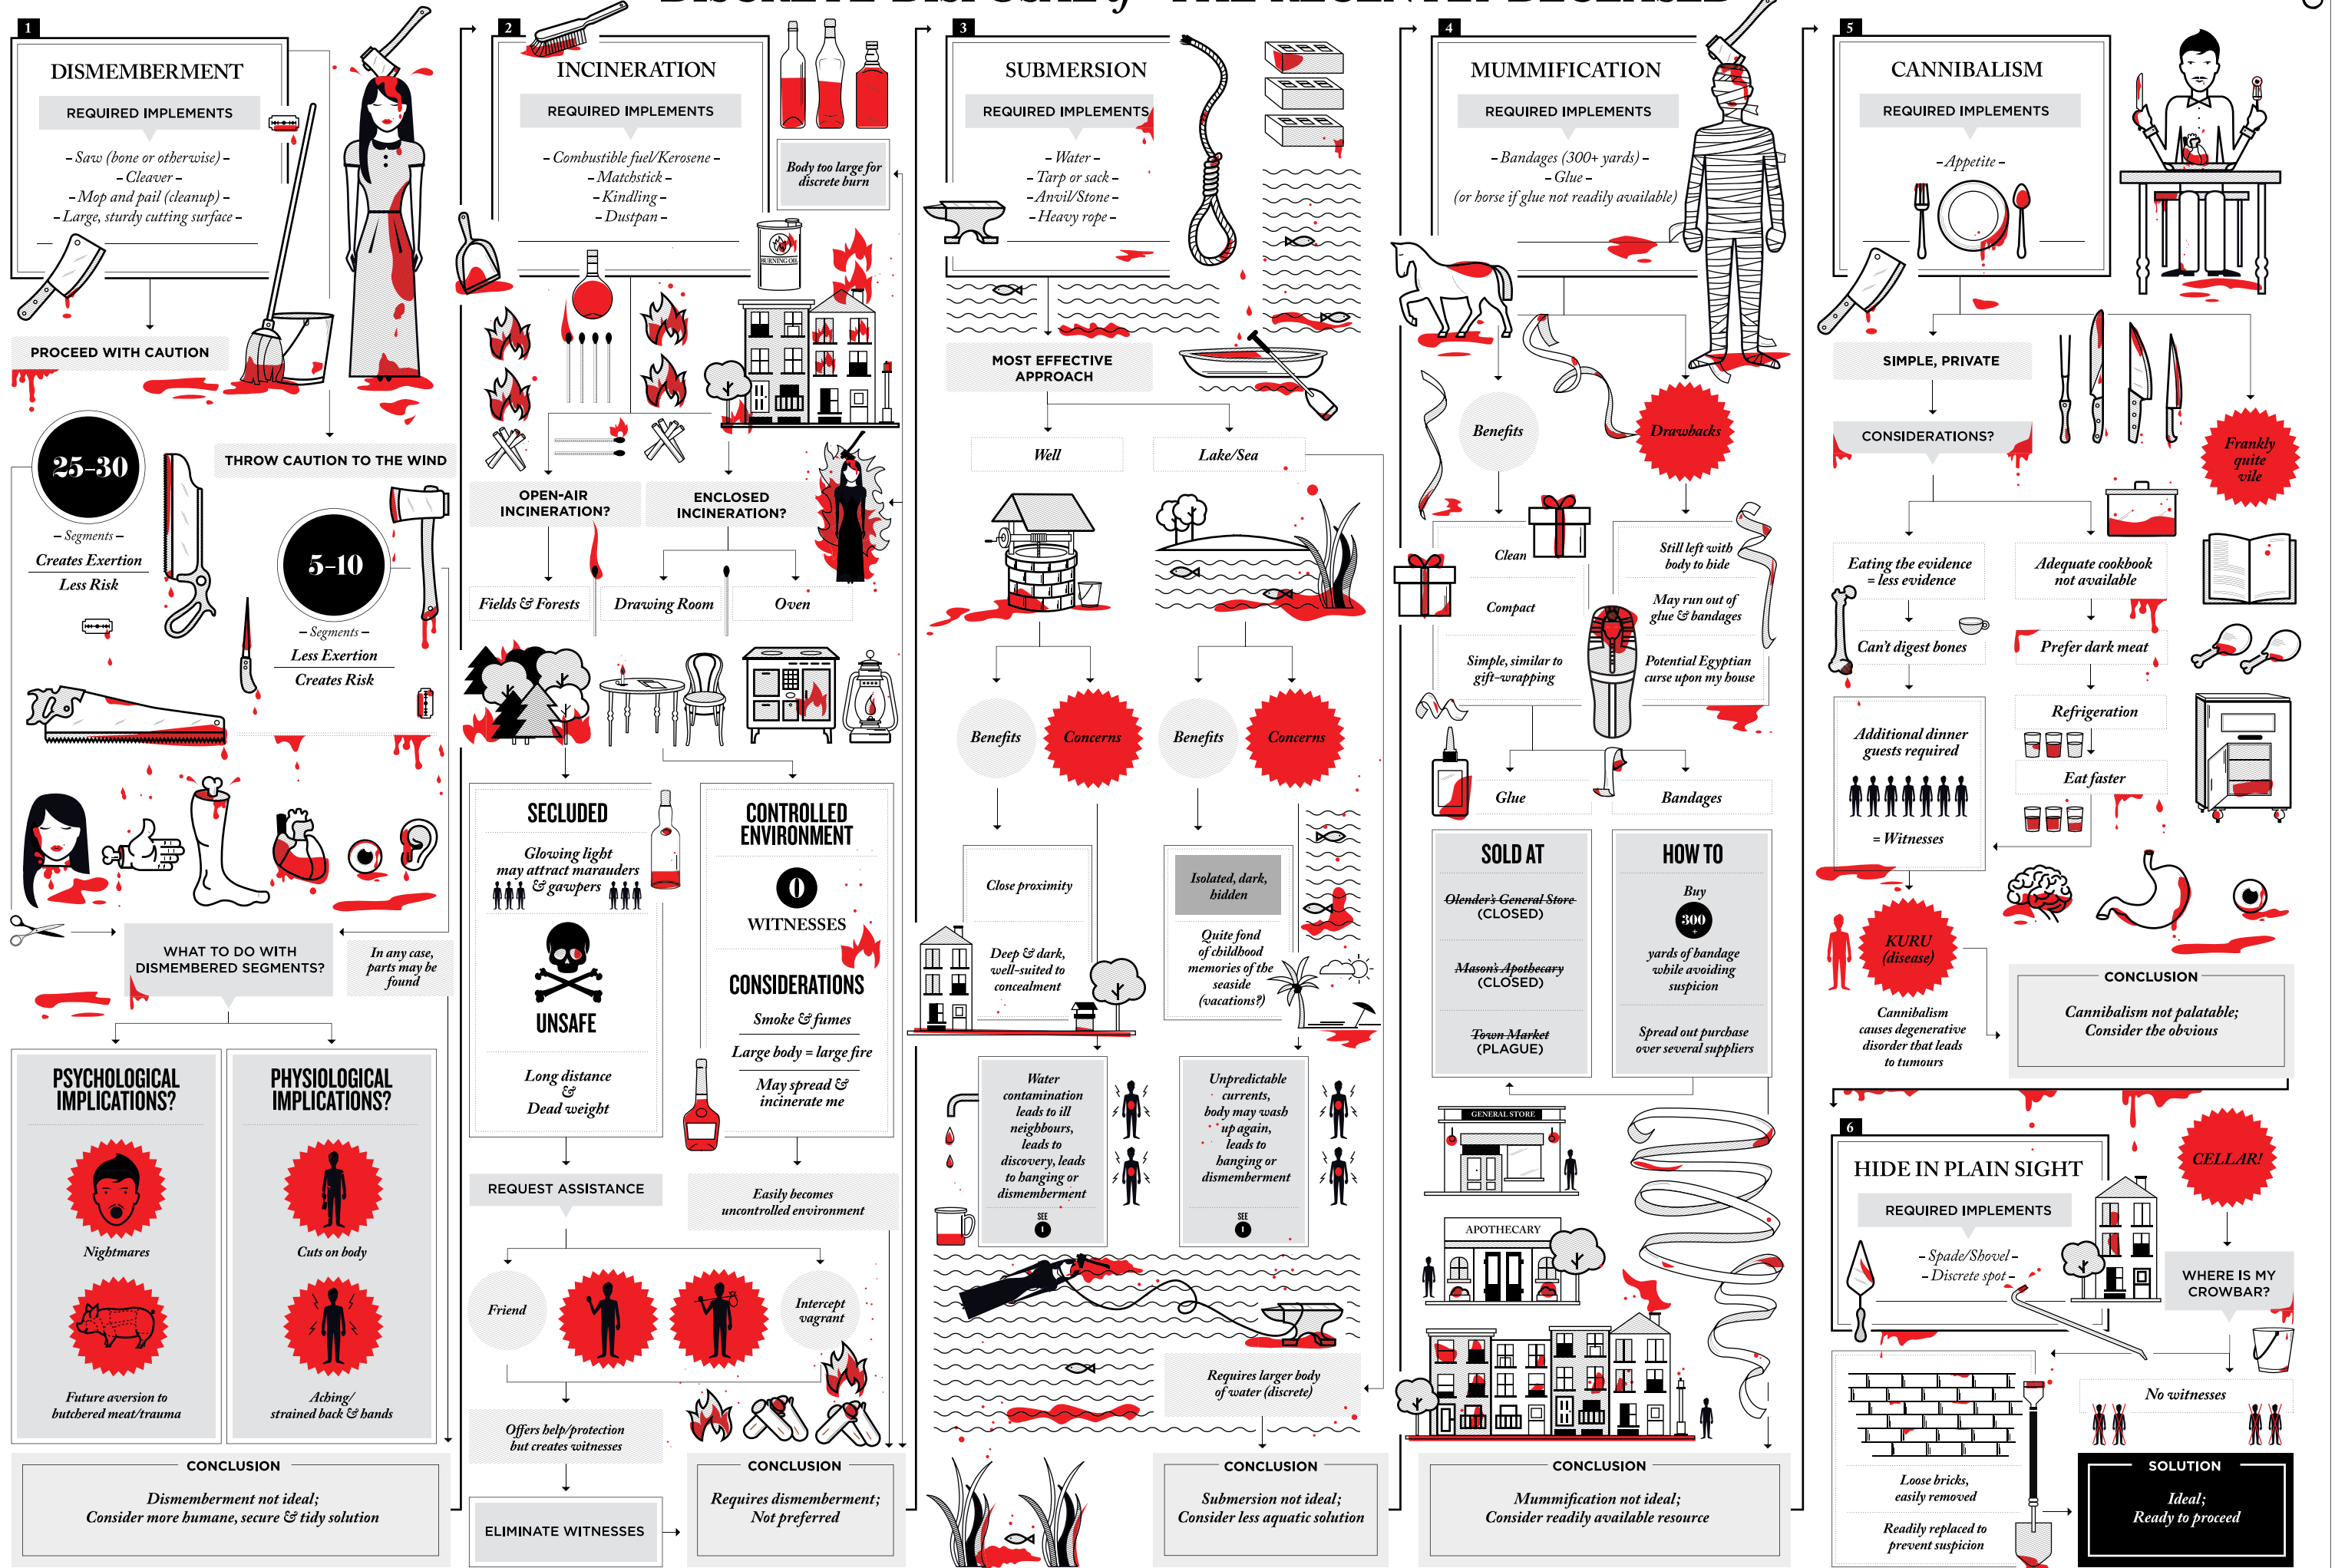 DISCRETE DISPOSAL of THE RECENTLY DECEASED
1
DISMEMBERMENT
REQUIRED IMPLEMENTS
– Saw (bone or otherwise) –
– Cleaver –
– Mop and pail (cleanup) –
– Large, sturdy cutting surface –
PROCEED WITH CAUTION
THROW CAUTION TO THE WIND
25-30
– Segments –
Creates Exertion
Less Risk
5-10
– Segments –
Less Exertion
Creates Risk
WHAT TO DO WITH
DISMEMBERED SEGMENTS?
In any case,
parts may be
found
PSYCHOLOGICAL
IMPLICATIONS?
Nightmares
Future aversion to
butchered meat/trauma
PHYSIOLOGICAL
IMPLICATIONS?
Cuts on body
Aching/
strained back & hands
CONCLUSION
Dismemberment not ideal;
Consider more humane, secure & tidy solution
2
INCINERATION
REQUIRED IMPLEMENTS
– Combustible fuel/Kerosene –
– Matchstick –
– Kindling –
– Dustpan –
Body too large for
discrete burn
BURNING OIL
OPEN-AIR
INCINERATION?
ENCLOSED
INCINERATION?
Fields & Forests
Drawing Room
Oven
SECLUDED
Glowing light
may attract marauders
& gawpers
UNSAFE
Long distance
&
Dead weight
CONTROLLED
ENVIRONMENT
0
WITNESSES
CONSIDERATIONS
Smoke & fumes
Large body = large fire
May spread &
incinerate me
REQUEST ASSISTANCE
Easily becomes
uncontrolled environment
Friend
Intercept
vagrant
Offers help/protection
but creates witnesses
ELIMINATE WITNESSES
CONCLUSION
Requires dismemberment;
Not preferred
3
SUBMERSION
REQUIRED IMPLEMENTS
– Water –
– Tarp or sack –
– Anvil/Stone –
– Heavy rope –
MOST EFFECTIVE
APPROACH
Well
Lake/Sea
Benefits
Concerns
Benefits
Concerns
Close proximity
Deep & dark,
well-suited to
concealment
Isolated, dark,
hidden
Quite fond
of childhood
memories of the
seaside
(vacations?)
Water
contamination
leads to ill
neighbours,
leads to
discovery, leads
to hanging or
dismemberment
SEE
1
Unpredictable
currents,
body may wash
up again,
leads to
hanging or
dismemberment
SEE
1
Requires larger body
of water (discrete)
CONCLUSION
Submersion not ideal;
Consider less aquatic solution
4
MUMMIFICATION
REQUIRED IMPLEMENTS
– Bandages (300+ yards) –
– Glue –
(or horse if glue not readily available)
Benefits
Drawbacks
Clean
Compact
Simple, similar to
gift-wrapping
Still left with
body to hide
May run out of
glue & bandages
Potential Egyptian
curse upon my house
Glue
Bandages
SOLD AT
Olender's General Store
(CLOSED)
Mason's Apothecary
(CLOSED)
Town Market
(PLAGUE)
HOW TO
Buy
300
+
yards of bandage
while avoiding
suspicion
Spread out purchase
over several suppliers
GENERAL STORE
APOTHECARY
CONCLUSION
Mummification not ideal;
Consider readily available resource
5
CANNIBALISM
REQUIRED IMPLEMENTS
– Appetite –
SIMPLE, PRIVATE
CONSIDERATIONS?
Frankly
quite
vile
Eating the evidence
= less evidence
Can't digest bones
Additional dinner
guests required
= Witnesses
Adequate cookbook
not available
Prefer dark meat
Refrigeration
Eat faster
KURU
(disease)
Cannibalism
causes degenerative
disorder that leads
to tumours
CONCLUSION
Cannibalism not palatable;
Consider the obvious
6
HIDE IN PLAIN SIGHT
REQUIRED IMPLEMENTS
– Spade/Shovel –
– Discrete spot –
CELLAR!
WHERE IS MY
CROWBAR?
No witnesses
Loose bricks,
easily removed
Readily replaced to
prevent suspicion
SOLUTION
Ideal;
Ready to proceed